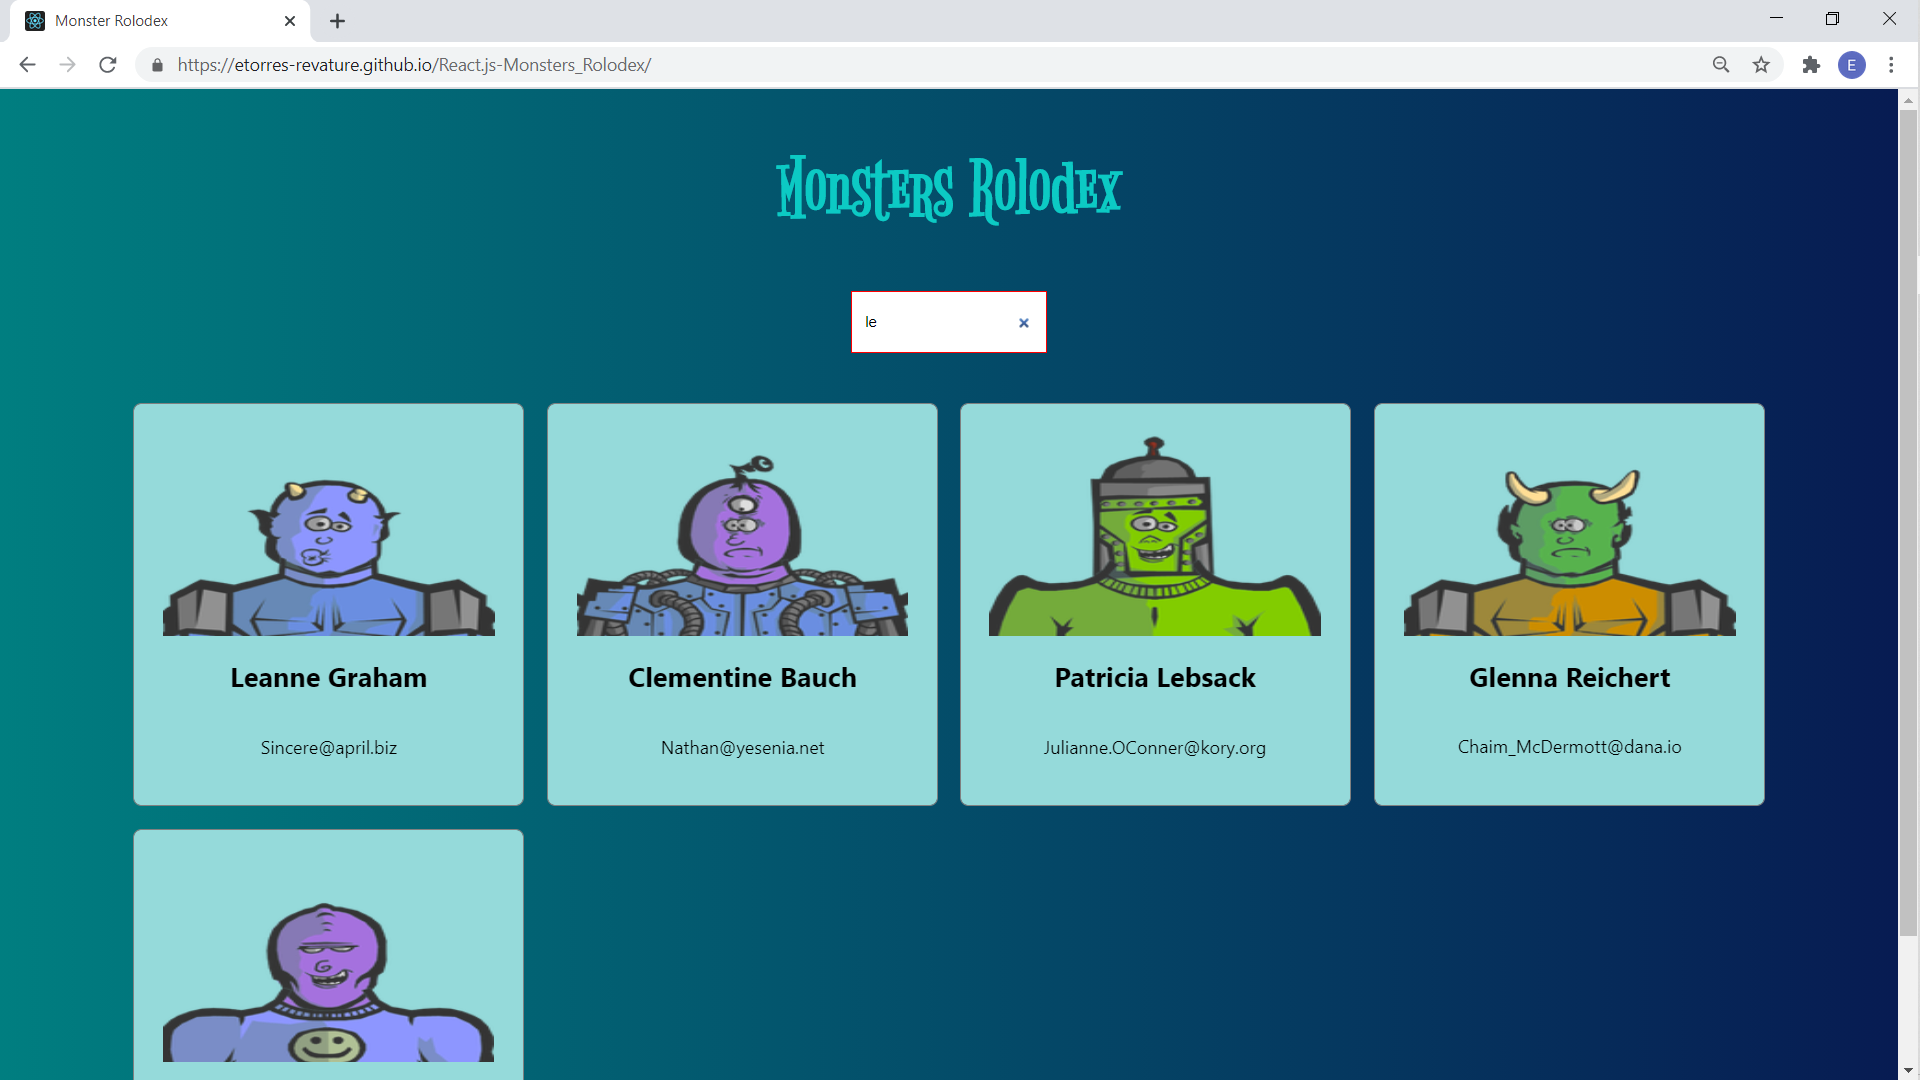 Monster Rolodex
https://etorres-revature.github.io/React.js-Monsters_Rolodex/
E
Monsters Rolodex
le
Leanne Graham
Clementine Bauch
Patricia Lebsack
Glenna Reichert
Sincere@april.biz
Nathan@yesenia.net
Julianne.OConner@kory.org
Chaim_McDermott@dana.io